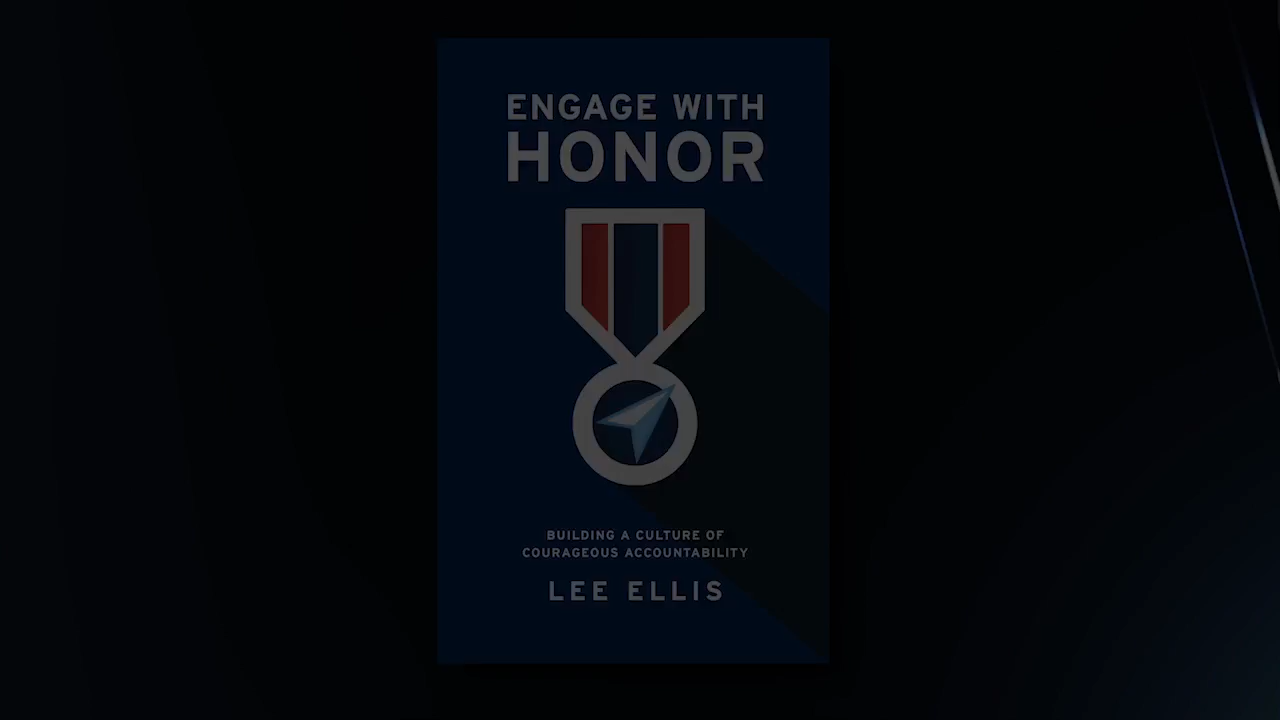 ENGAGE WITH
HONOR
BUILDING A CULTURE OF
COURAGEOUS ACCOUNTABILITY
LEE ELLIS